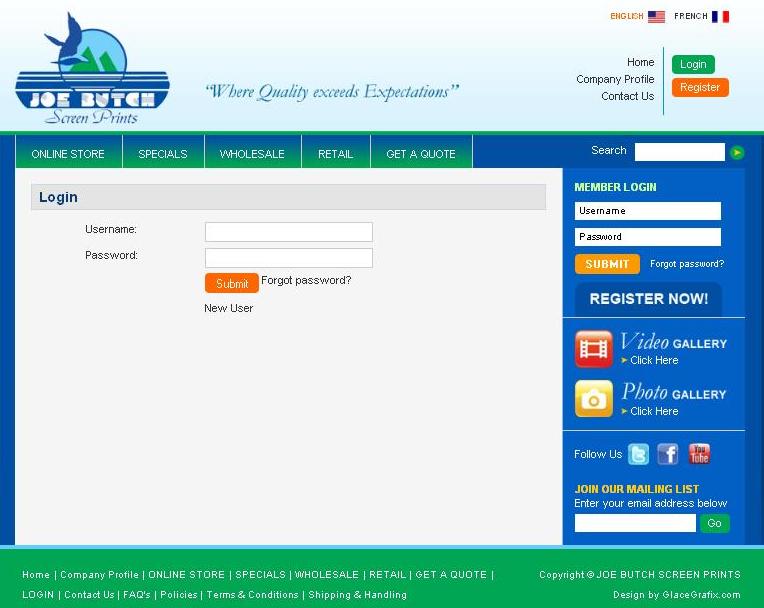 ENGLISH FRENCH
JOE BUTCH
Screen Prints
"Where Quality exceeds Expectations"
Home
Company Profile
Contact Us
Login
Register
ONLINE STORE SPECIALS WHOLESALE RETAIL GET A QUOTE
Search
Login
Username:
Password:
Submit Forgot password?
New User
MEMBER LOGIN
Username
Password
SUBMIT Forgot password?
REGISTER NOW!
Video GALLERY
Click Here
Photo GALLERY
Click Here
Follow Us You Tube
JOIN OUR MAILING LIST
Enter your email address below
Go
Home | Company Profile | ONLINE STORE | SPECIALS | WHOLESALE | RETAIL | GET A QUOTE |
LOGIN | Contact Us | FAQ's | Policies | Terms & Conditions | Shipping & Handling
Copyright © JOE BUTCH SCREEN PRINTS
Design by GlaceGrafix.com